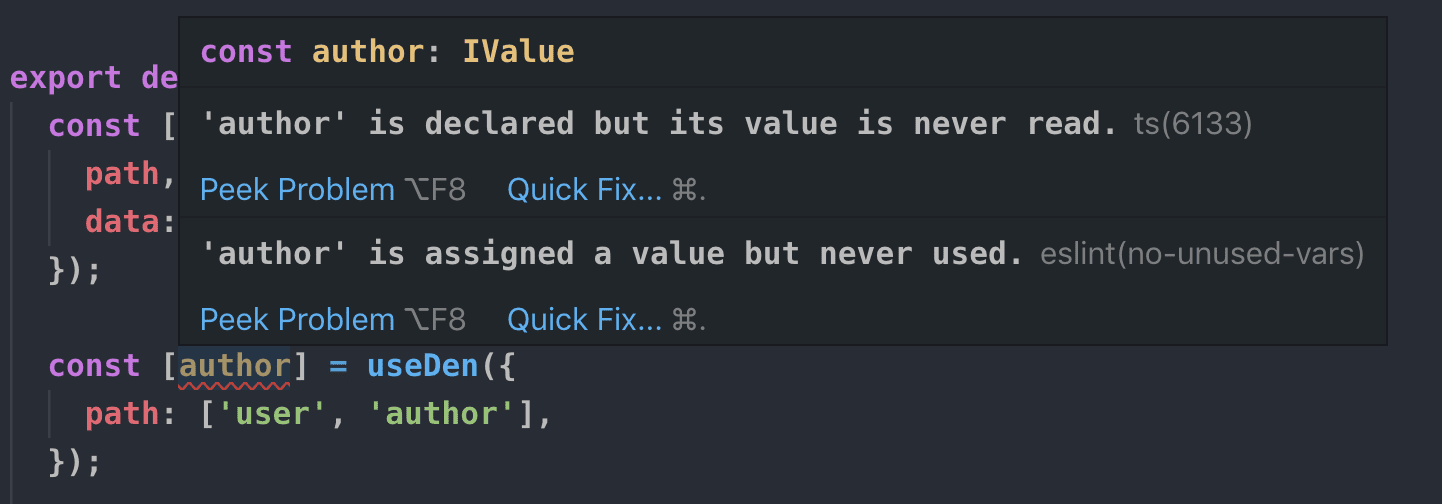 const author: IValue
export de
'author' is declared but its value is never read. ts(6133)
const [
path,
Peek Problem ⌥F8 Quick Fix... ⌘.
data:
'author' is assigned a value but never used. eslint(no-unused-vars)
});
Peek Problem ⌥F8 Quick Fix... ⌘.
const [author] = useDen({
path: ['user', 'author'],
});